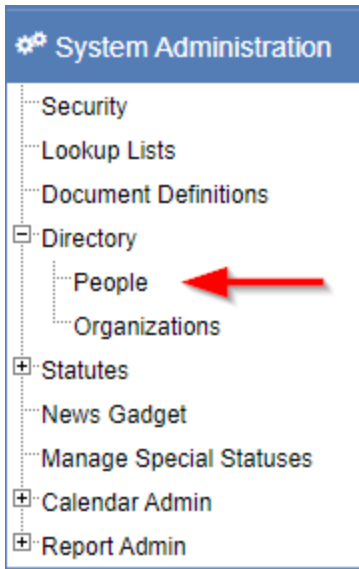 System Administration
Security
Lookup Lists
Document Definitions
Directory
People
Organizations
Statutes
News Gadget
Manage Special Statuses
Calendar Admin
Report Admin